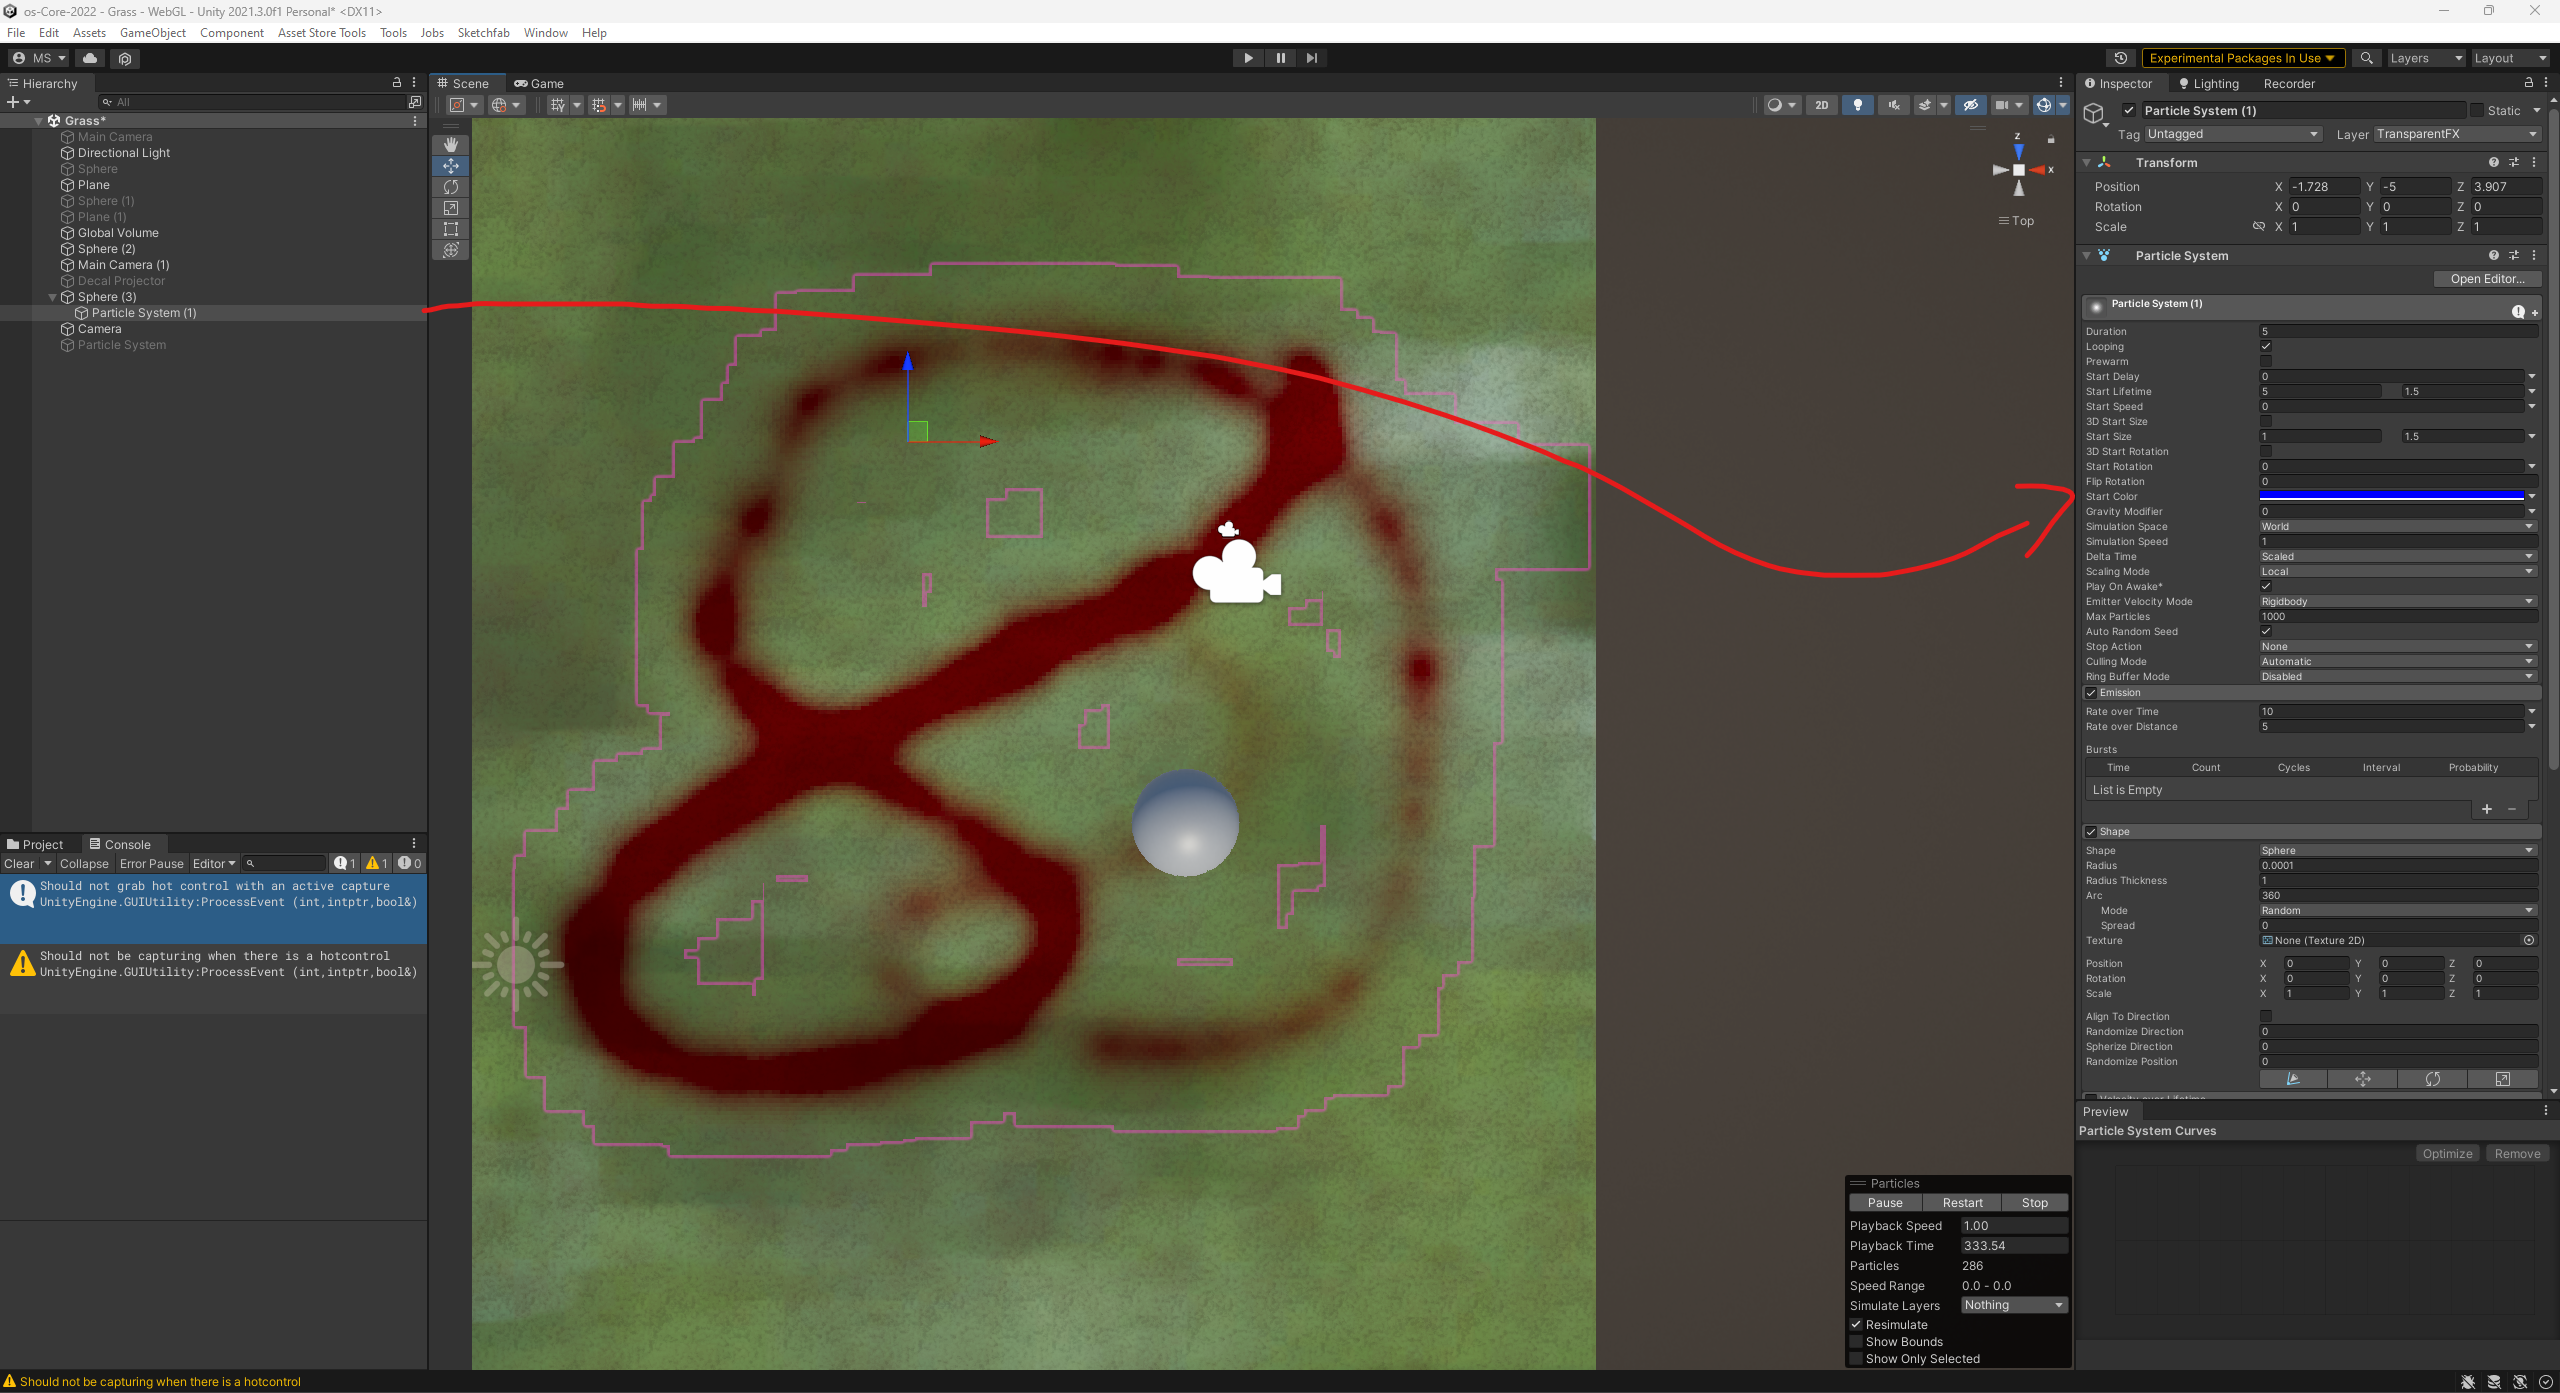 os-Core-2022 - Grass - WebGL - Unity 2021.3.0f1 Personal* <DX11>
File Edit Assets GameObject Component Asset Store Tools Tools Jobs Sketchfab Window Help
MS Experimental Packages In Use Layers Layout
Hierarchy
All
Grass*
Main Camera
Directional Light
Sphere
Plane
Sphere (1)
Plane (1)
Global Volume
Sphere (2)
Main Camera (1)
Decal Projector
Sphere (3)
Particle System (1)
Camera
Particle System
Project Console
Clear Collapse Error Pause Editor 1 1 0
Should not grab hot control with an active capture
UnityEngine.GUIUtility:ProcessEvent (int,intptr,bool&)
Should not be capturing when there is a hotcontrol
UnityEngine.GUIUtility:ProcessEvent (int,intptr,bool&)
Scene Game
2D
z
x
Top
Particles
Pause Restart Stop
Playback Speed 1.00
Playback Time 333.54
Particles 286
Speed Range 0.0 - 0.0
Simulate Layers Nothing
Resimulate
Show Bounds
Show Only Selected
Inspector Lighting Recorder
Particle System (1) Static
Tag Untagged Layer TransparentFX
Transform
Position X -1.728 Y -5 Z 3.907
Rotation X 0 Y 0 Z 0
Scale X 1 Y 1 Z 1
Particle System
Open Editor...
Particle System (1)
Duration 5
Looping
Prewarm
Start Delay 0
Start Lifetime 5 1.5
Start Speed 0
3D Start Size
Start Size 1 1.5
3D Start Rotation
Start Rotation 0
Flip Rotation 0
Start Color
Gravity Modifier 0
Simulation Space World
Simulation Speed 1
Delta Time Scaled
Scaling Mode Local
Play On Awake*
Emitter Velocity Mode Rigidbody
Max Particles 1000
Auto Random Seed
Stop Action None
Culling Mode Automatic
Ring Buffer Mode Disabled
Emission
Rate over Time 10
Rate over Distance 5
Bursts
Time Count Cycles Interval Probability
List is Empty
Shape
Shape Sphere
Radius 0.0001
Radius Thickness 1
Arc 360
Mode Random
Spread 0
Texture None (Texture 2D)
Position X 0 Y 0 Z 0
Rotation X 0 Y 0 Z 0
Scale X 1 Y 1 Z 1
Align To Direction
Randomize Direction 0
Spherize Direction 0
Randomize Position 0
Velocity over Lifetime
Preview
Particle System Curves
Optimize Remove
Should not be capturing when there is a hotcontrol